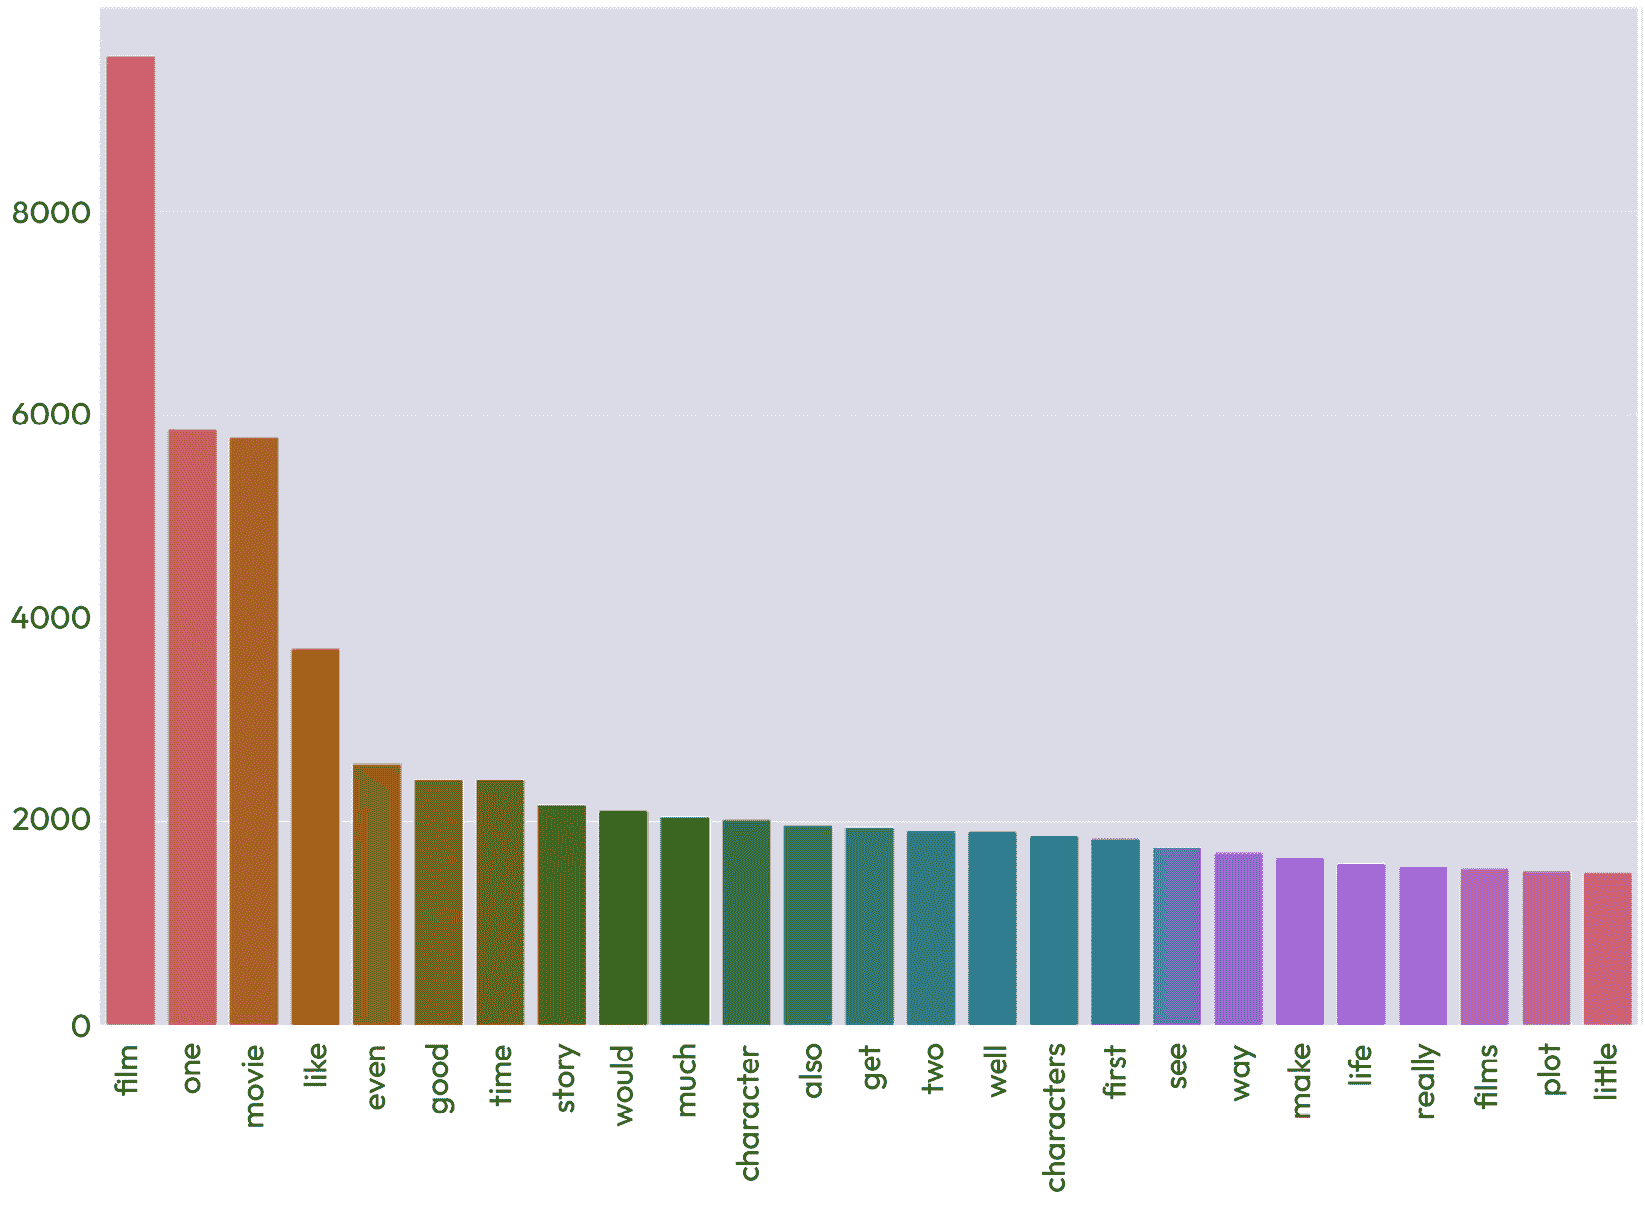 8000
6000
4000
2000
0
film
one
movie
like
even
good
time
story
would
much
character
also
get
two
well
characters
first
see
way
make
life
really
films
plot
little